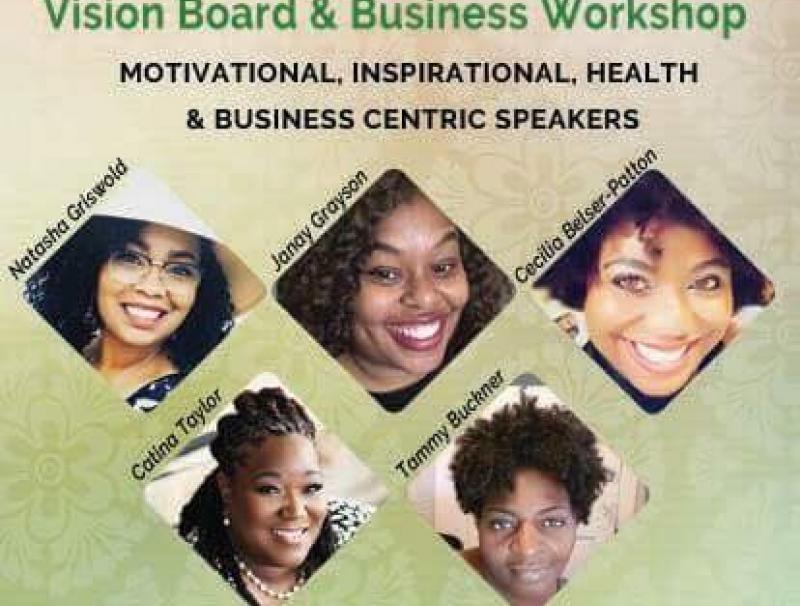 Vision Board & Business Workshop
MOTIVATIONAL, INSPIRATIONAL, HEALTH
& BUSINESS CENTRIC SPEAKERS
Natasha Griswold
Janay Grayson
Cecilia Belser-Patton
Catina Taylor
Tammy Buckner